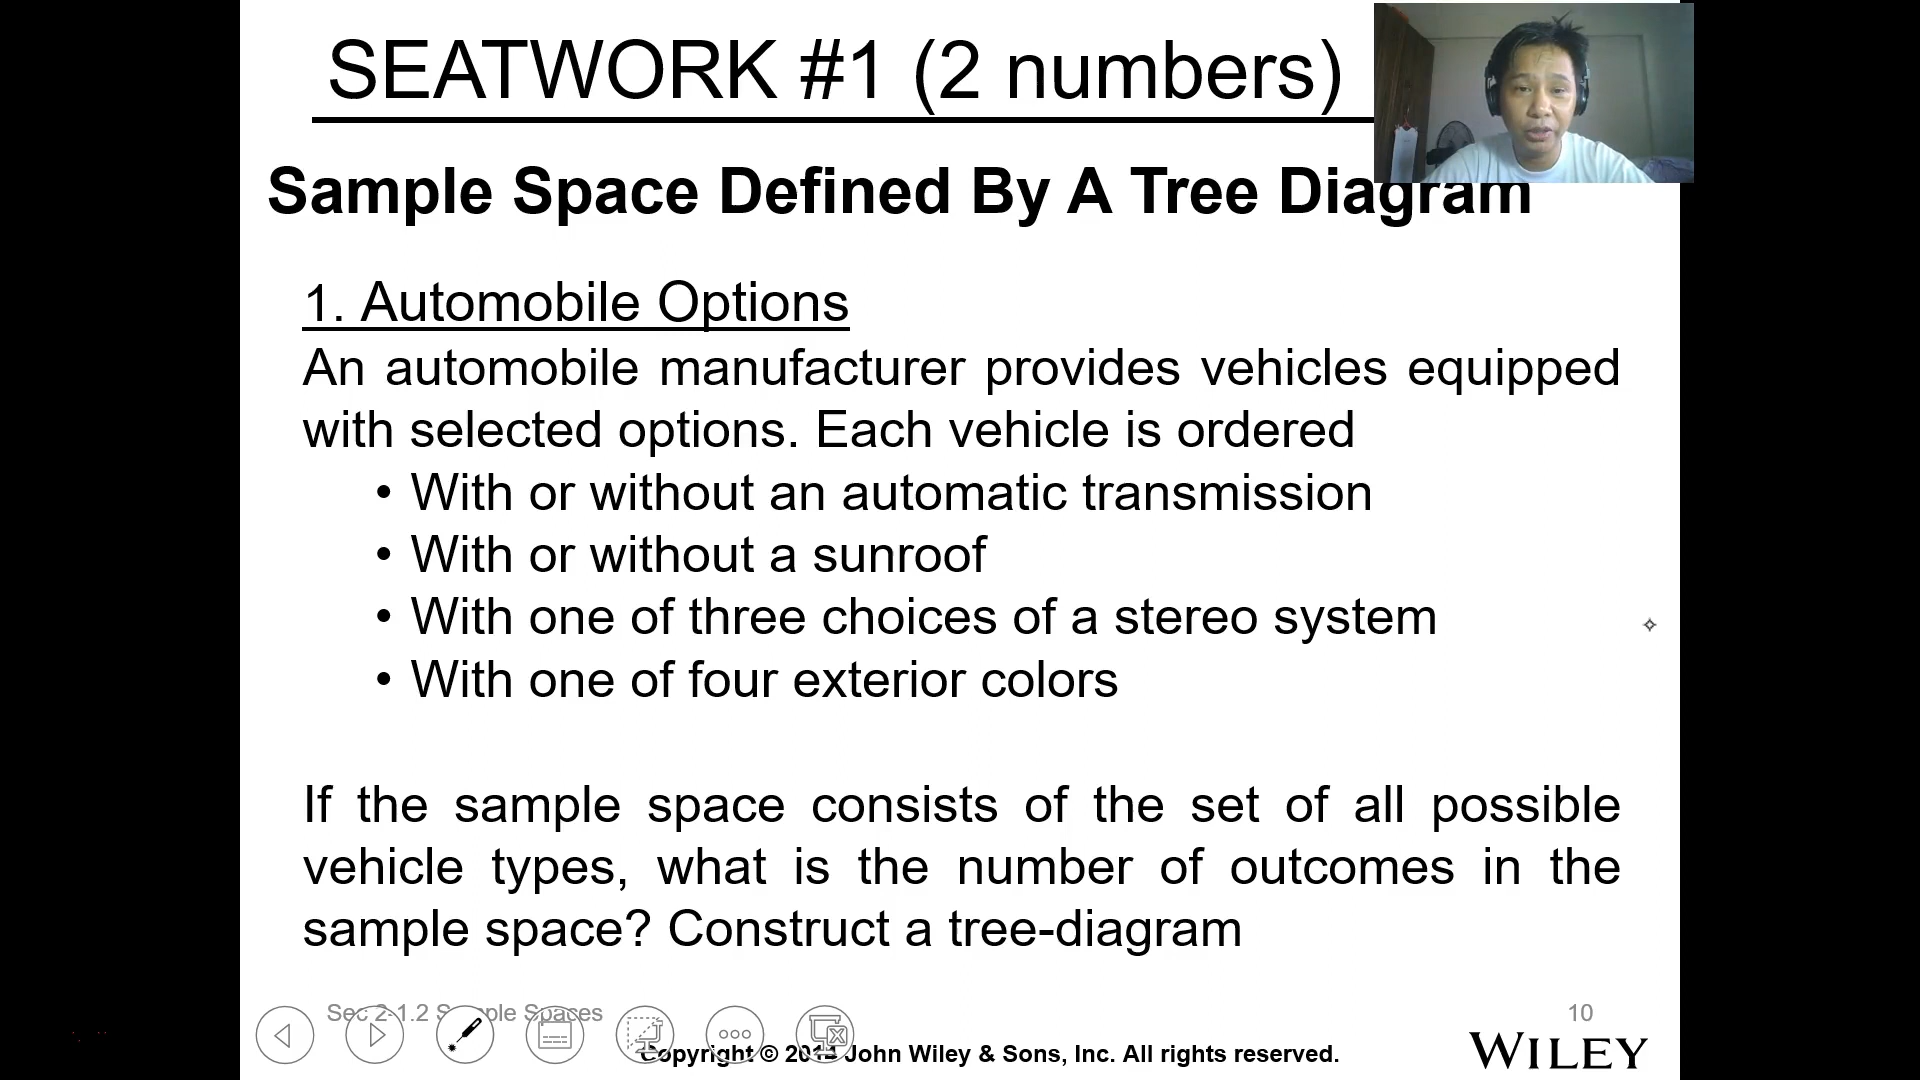 SEATWORK #1 (2 numbers)
Sample Space Defined By A Tree Diagram
1. Automobile Options
An automobile manufacturer provides vehicles equipped
with selected options. Each vehicle is ordered
• With or without an automatic transmission
• With or without a sunroof
• With one of three choices of a stereo system
• With one of four exterior colors
If the sample space consists of the set of all possible
vehicle types, what is the number of outcomes in the
sample space? Construct a tree-diagram
Sec 2-1.2 Sample Spaces
10
Copyright © 2014 John Wiley & Sons, Inc. All rights reserved.
WILEY